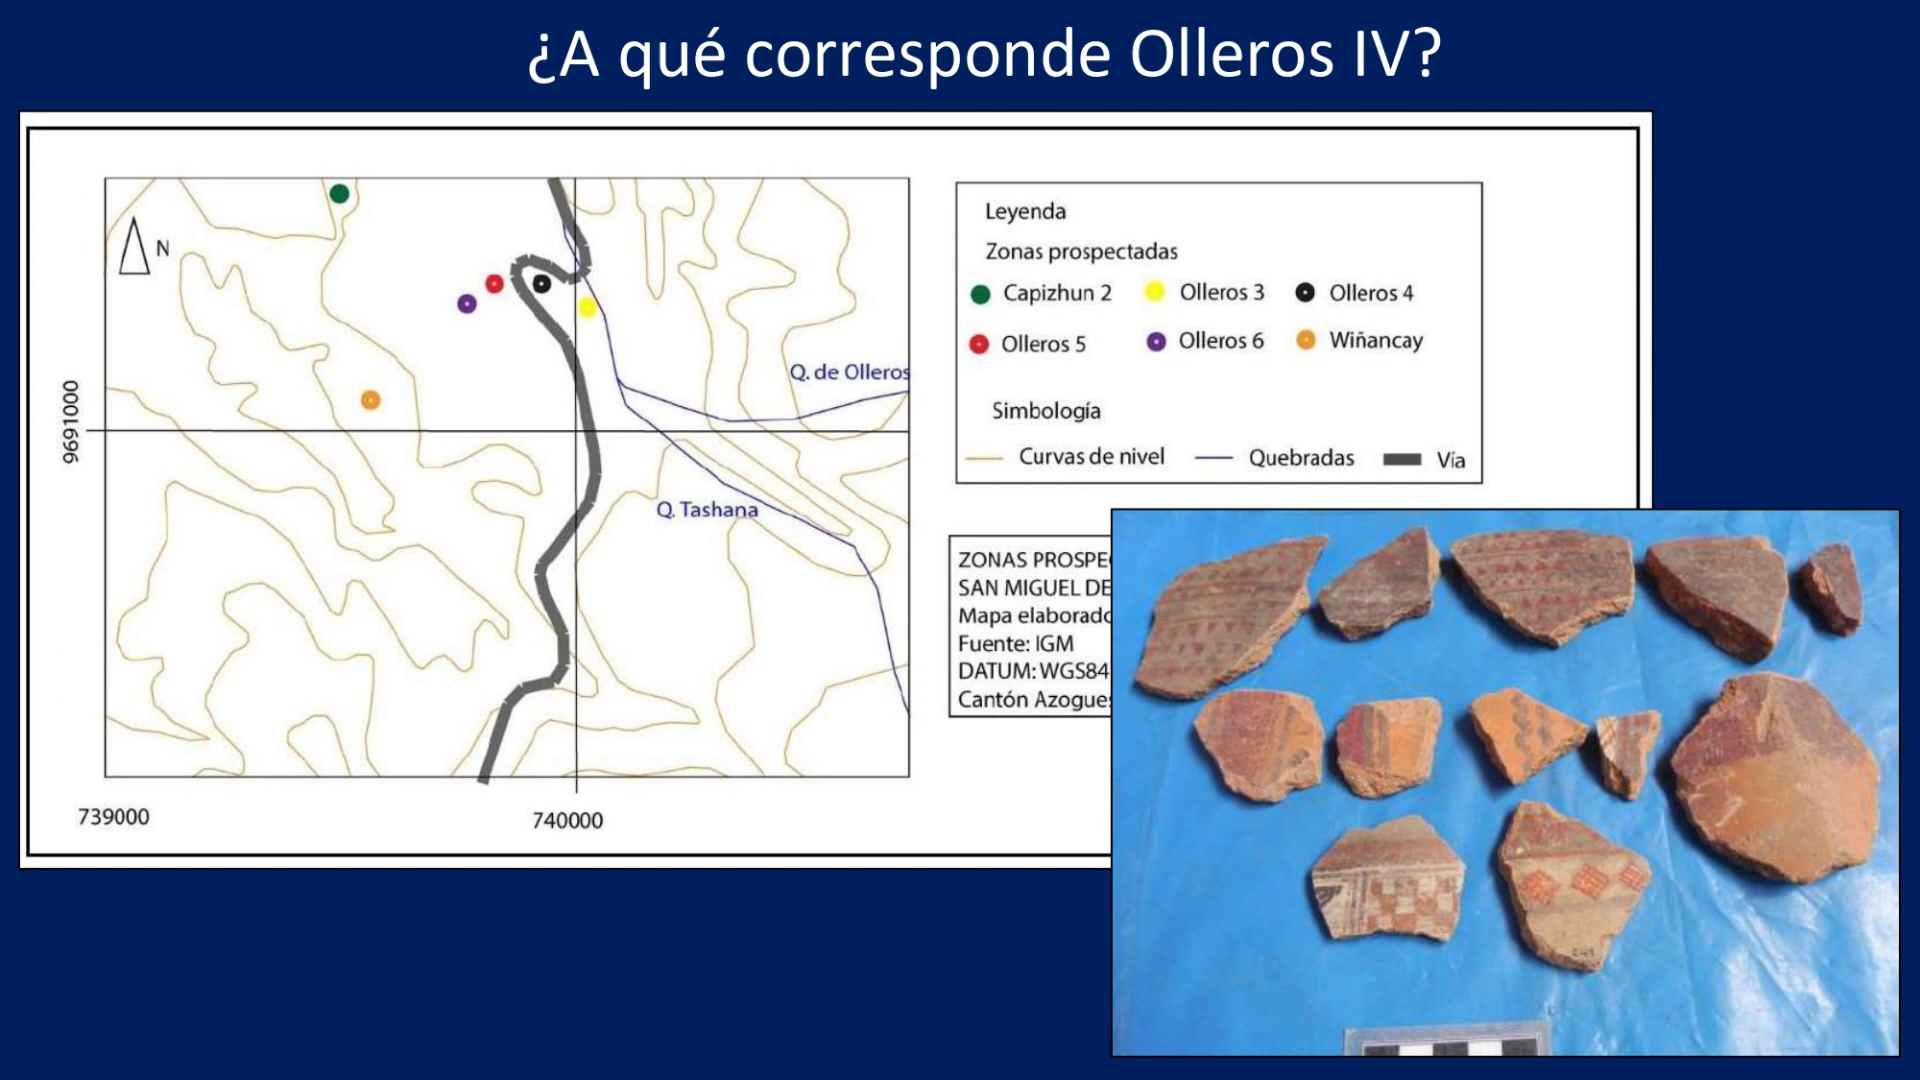 ¿A qué corresponde Olleros IV?
N
9691000
739000
740000
Q. de Olleros
Q. Tashana
Leyenda
Zonas prospectadas
Capizhun 2
Olleros 3
Olleros 4
Olleros 5
Olleros 6
Wiñancay
Simbología
Curvas de nivel
Quebradas
Vía
ZONAS PROSPE
SAN MIGUEL DE
Mapa elaborado
Fuente: IGM
DATUM: WGS84
Cantón Azogues